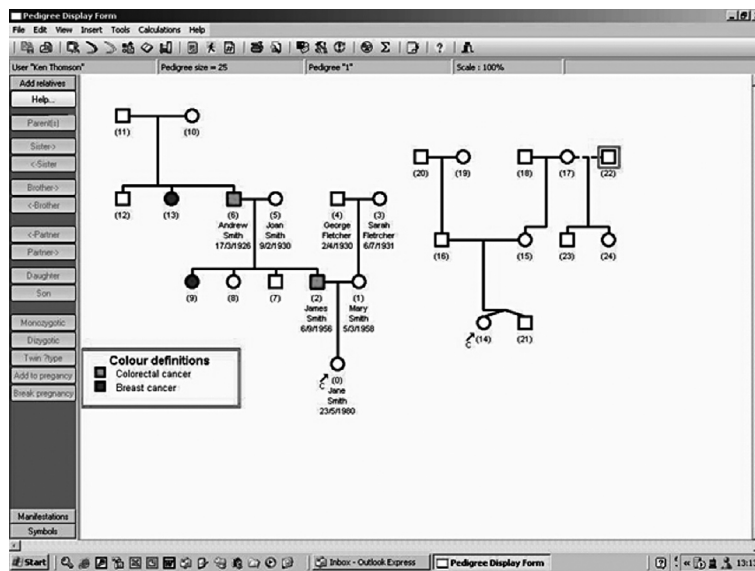 Pedigree Display Form
File Edit View Insert Tools Calculations Help
User "Ken Thomson" Pedigree size = 25 Pedigree "1" Scale : 100%
Add relatives
Help...
Parent(s)
Sister->
<-Sister
Brother->
<-Brother
<-Partner
Partner->
Daughter
Son
Monozygotic
Dizygotic
Twin ?type
Add to pregancy
Break pregnancy
Manifestations
Symbols
(11) (10)
(20) (19) (18) (17) (22)
(12) (13) (6) (5) (4) (3)
Andrew Joan George Sarah
Smith Smith Fletcher Fletrcher
17/3/1926 9/2/1930 2/4/1930 6/7/1931
(16) (15) (23) (24)
(9) (8) (7) (2) (1)
James Mary
Smith Smith
6/9/1956 5/3/1958
(14) (21)
Colour definitions
Colorectal cancer
Breast cancer
(0)
Jane
Smith
23/5/1980
Start Inbox - Outlook Express Pedigree Display Form